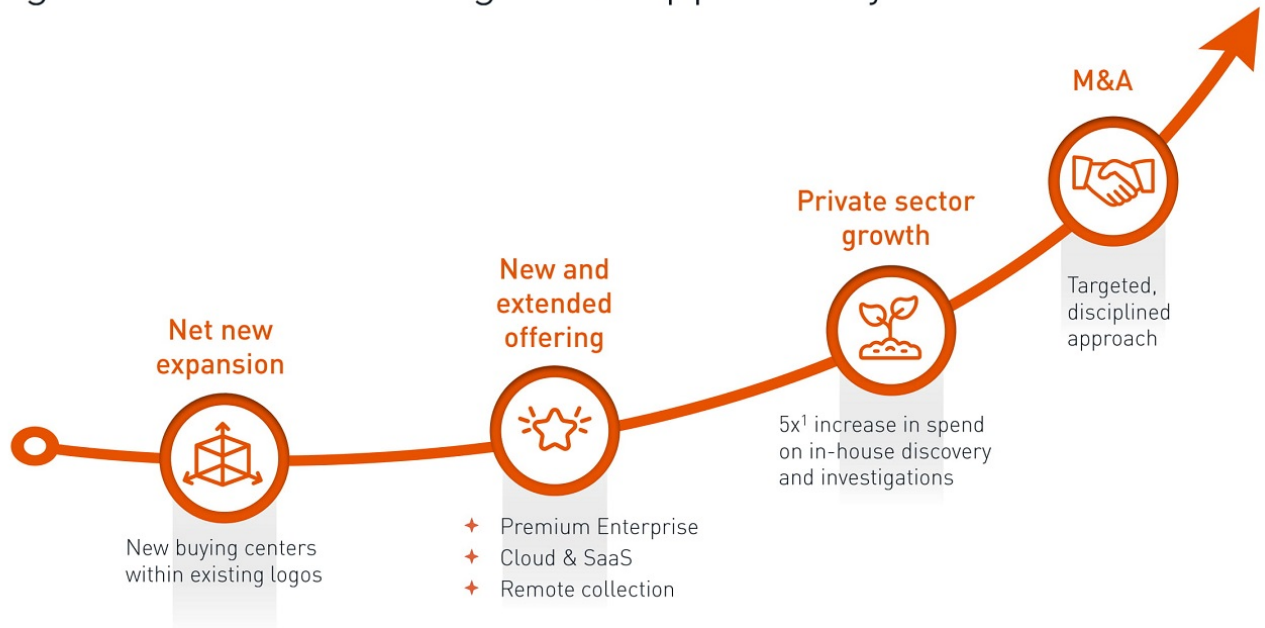 Net new
expansion
New buying centers
within existing logos
New and
extended
offering
Premium Enterprise
Cloud & SaaS
Remote collection
Private sector
growth
5x¹ increase in spend
on in-house discovery
and investigations
M&A
Targeted,
disciplined
approach